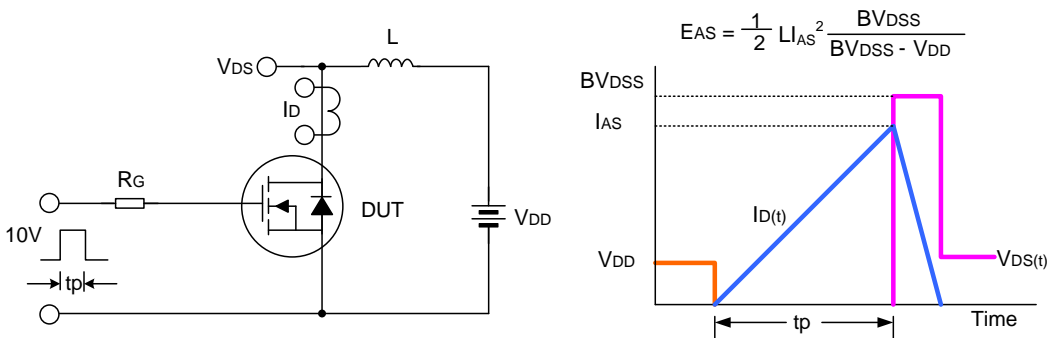 L
VDS
ID
RG
DUT
VDD
10V
tp
EAS = 1/2 LIAS² BVDSS / (BVDSS - VDD)
BVDSS
IAS
ID(t)
VDD
VDS(t)
tp
Time